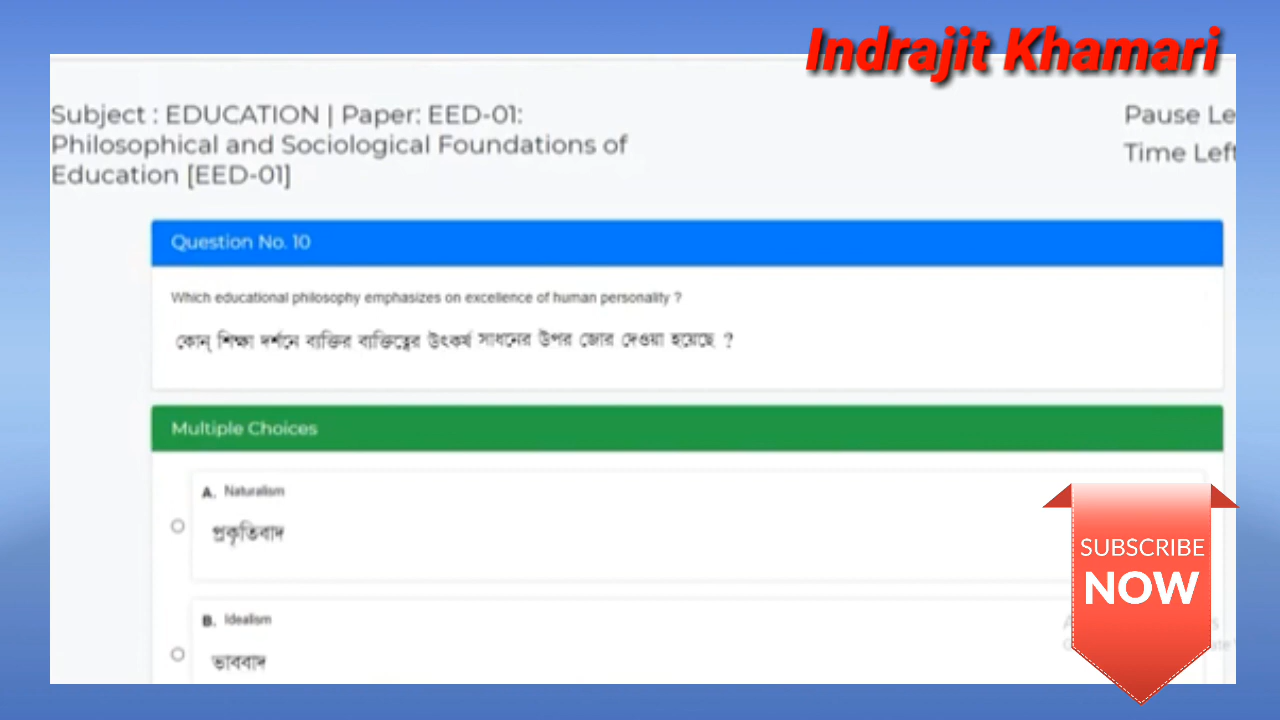 Indrajit Khamari
Subject : EDUCATION | Paper: EED-01:
Philosophical and Sociological Foundations of
Education [EED-01]
Pause Le
Time Left
Question No. 10
Which educational philosophy emphasizes on excellence of human personality ?
কোন্ শিক্ষা দর্শনে ব্যক্তির ব্যক্তিত্বের উৎকর্ষ সাধনের উপর জোর দেওয়া হয়েছে ?
Multiple Choices
A. Naturalism
প্রকৃতিবাদ
B. Idealism
ভাববাদ
SUBSCRIBE
NOW